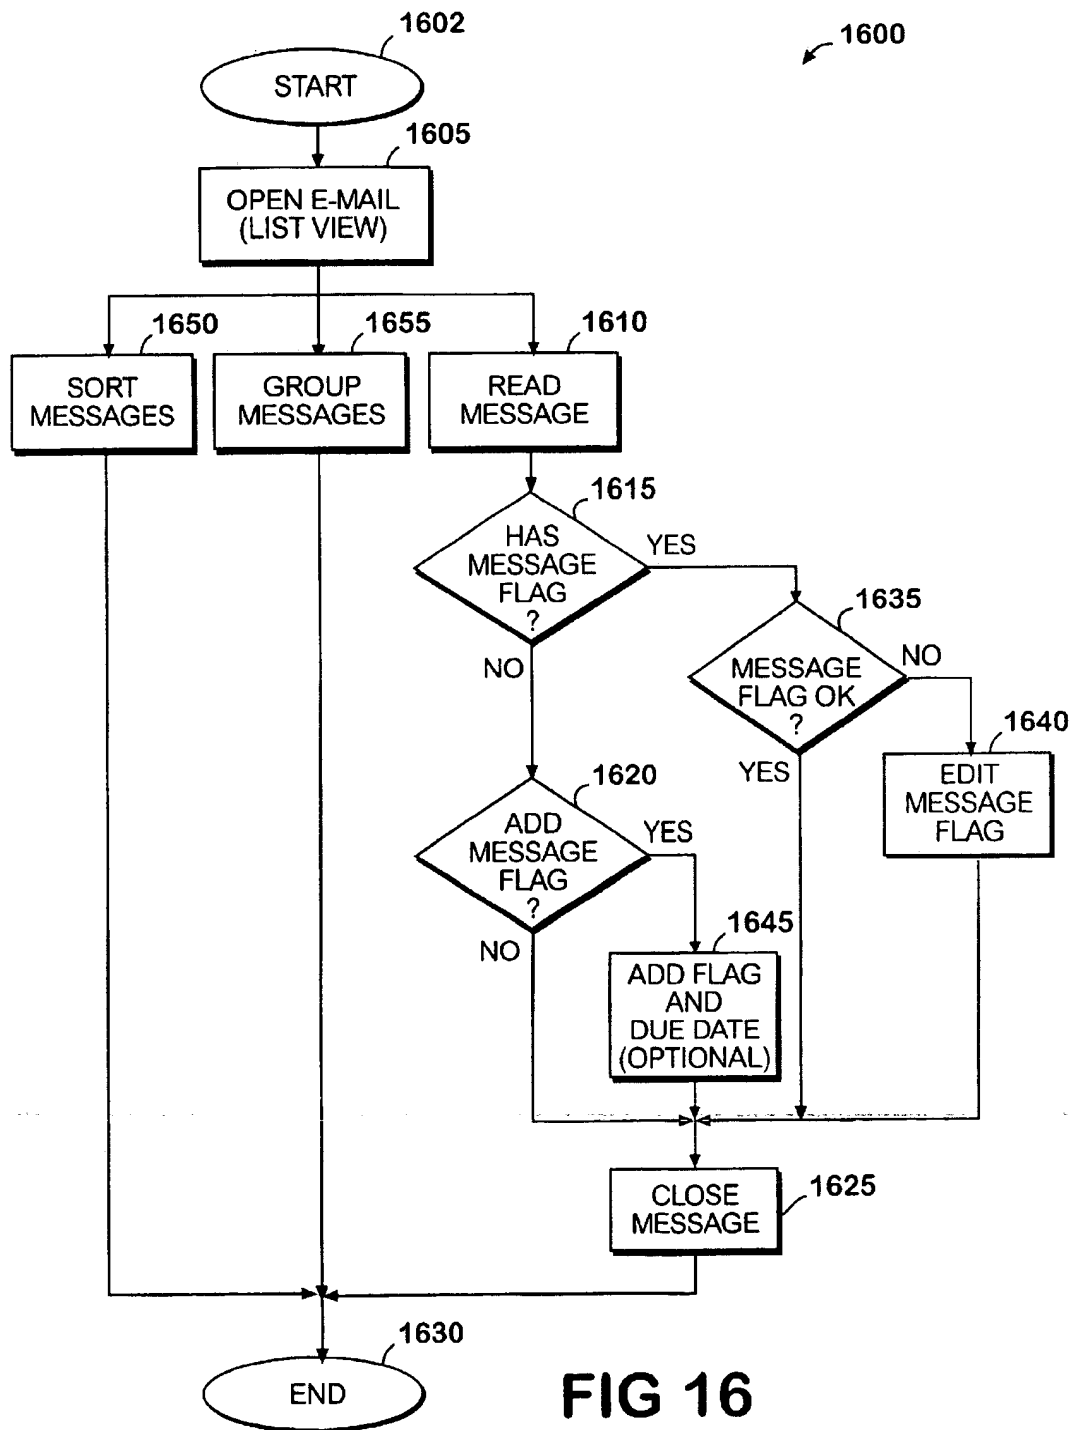 1602
1600
START
1605
OPEN E-MAIL
(LIST VIEW)
1650
1655
1610
SORT
MESSAGES
GROUP
MESSAGES
READ
MESSAGE
1615
HAS
MESSAGE
FLAG
?
YES
NO
1635
MESSAGE
FLAG OK
?
NO
YES
1640
EDIT
MESSAGE
FLAG
1620
ADD
MESSAGE
FLAG
?
YES
NO
1645
ADD FLAG
AND
DUE DATE
(OPTIONAL)
CLOSE
MESSAGE
1625
1630
END
FIG 16